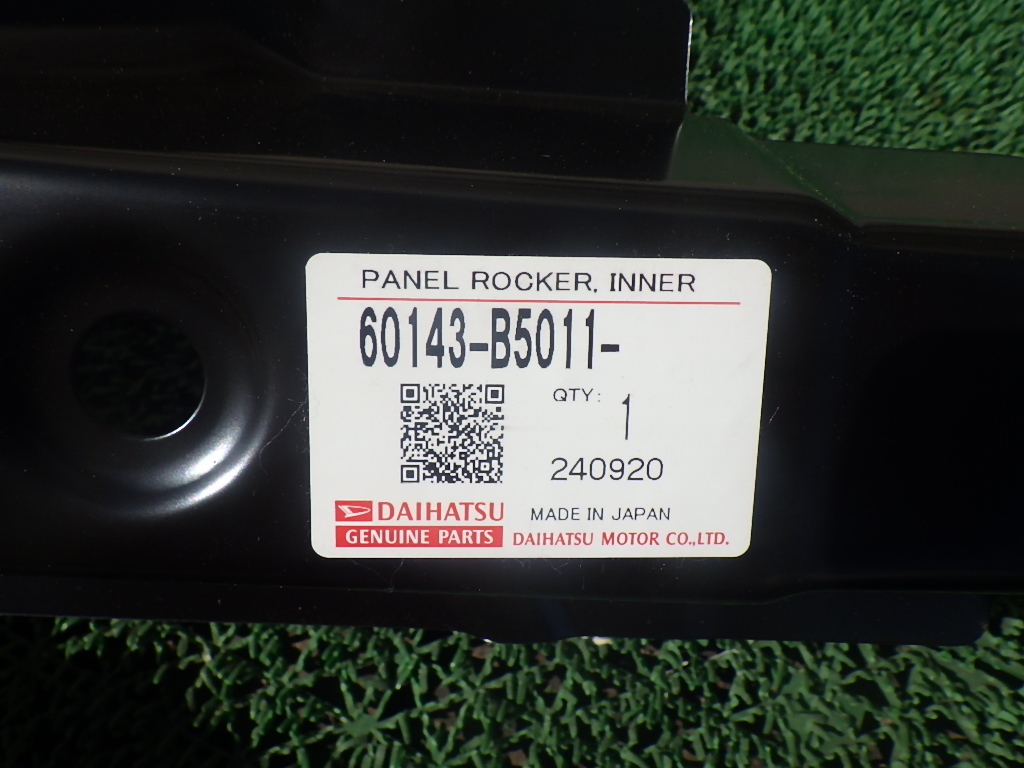 PANEL ROCKER, INNER
60143-B5011-
QTY: 1
240920
DAIHATSU
GENUINE PARTS
MADE IN JAPAN
DAIHATSU MOTOR CO.,LTD.